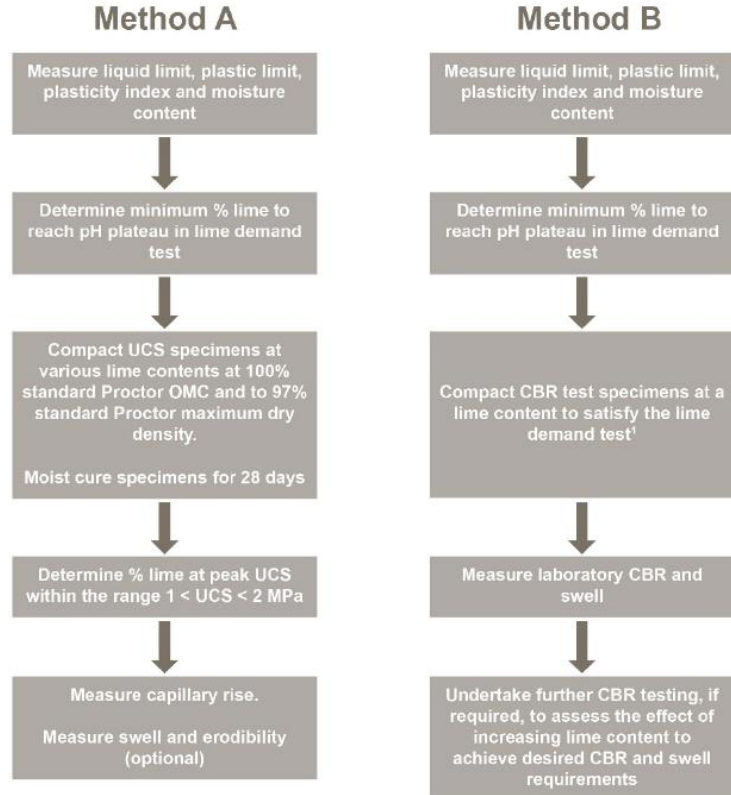 Method A
Measure liquid limit, plastic limit,
plasticity index and moisture
content
Determine minimum % lime to
reach pH plateau in lime demand
test
Compact UCS specimens at
various lime contents at 100%
standard Proctor OMC and to 97%
standard Proctor maximum dry
density.
Moist cure specimens for 28 days
Determine % lime at peak UCS
within the range 1 < UCS < 2 MPa
Measure capillary rise.
Measure swell and erodibility
(optional)
Method B
Measure liquid limit, plastic limit,
plasticity index and moisture
content
Determine minimum % lime to
reach pH plateau in lime demand
test
Compact CBR test specimens at a
lime content to satisfy the lime
demand test¹
Measure laboratory CBR and
swell
Undertake further CBR testing, if
required, to assess the effect of
increasing lime content to
achieve desired CBR and swell
requirements